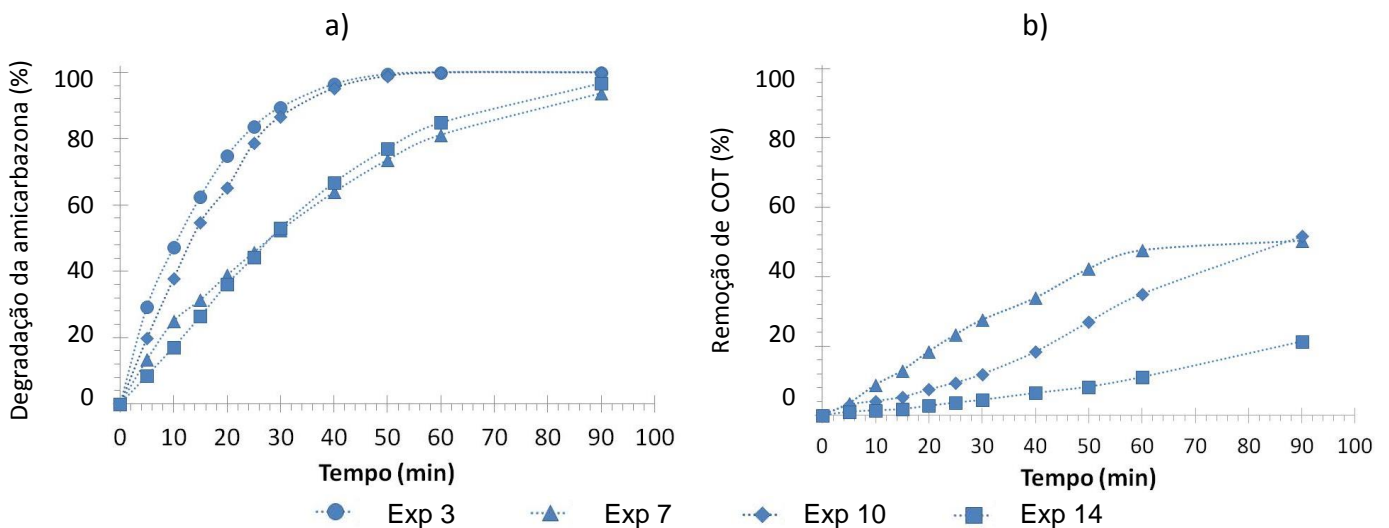 a)
Degradação da amicarbazona (%)
100
80
60
40
20
0
0 10 20 30 40 50 60 70 80 90 100
Tempo (min)
b)
Remoção de COT (%)
100
80
60
40
20
0
0 10 20 30 40 50 60 70 80 90 100
Tempo (min)
Exp 3 Exp 7 Exp 10 Exp 14